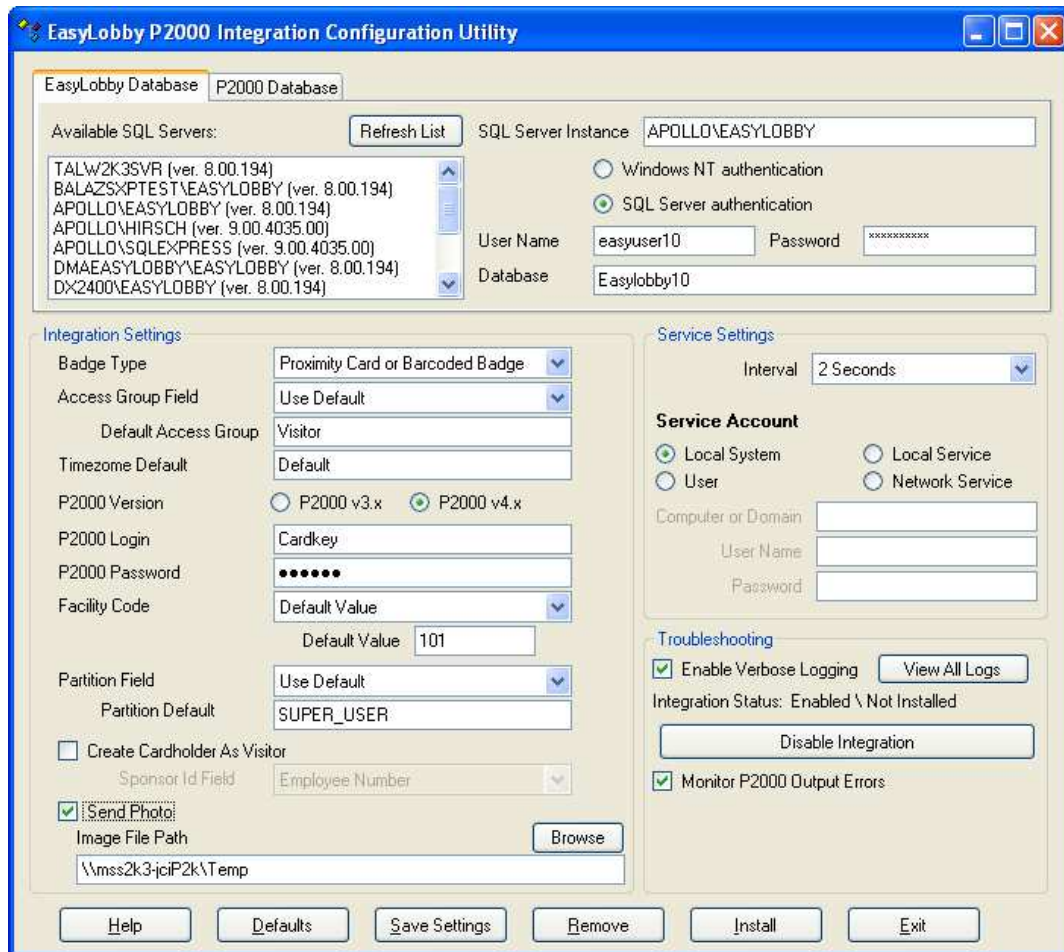 EasyLobby P2000 Integration Configuration Utility
EasyLobby Database
P2000 Database
Available SQL Servers:
Refresh List
TALW2K3SVR (ver. 8.00.194)
BALAZSXPTEST\EASYLOBBY (ver. 8.00.194)
APOLLO\EASYLOBBY (ver. 8.00.194)
APOLLO\HIRSCH (ver. 9.00.4035.00)
APOLLO\SQLEXPRESS (ver. 9.00.4035.00)
DMAEASYLOBBY\EASYLOBBY (ver. 8.00.194)
DX2400\EASYLOBBY (ver. 8.00.194)
SQL Server Instance APOLLO\EASYLOBBY
Windows NT authentication
SQL Server authentication
User Name easyuser10 Password **********
Database Easylobby10
Integration Settings
Badge Type Proximity Card or Barcoded Badge
Access Group Field Use Default
Default Access Group Visitor
Timezome Default Default
P2000 Version P2000 v3.x P2000 v4.x
P2000 Login Cardkey
P2000 Password ●●●●●●
Facility Code Default Value
Default Value 101
Partition Field Use Default
Partition Default SUPER_USER
Create Cardholder As Visitor
Sponsor Id Field Employee Number
Send Photo
Image File Path
Browse
\\mss2k3-jciP2k\Temp
Service Settings
Interval 2 Seconds
Service Account
Local System Local Service
User Network Service
Computer or Domain
User Name
Password
Troubleshooting
Enable Verbose Logging View All Logs
Integration Status: Enabled \ Not Installed
Disable Integration
Monitor P2000 Output Errors
Help Defaults Save Settings Remove Install Exit